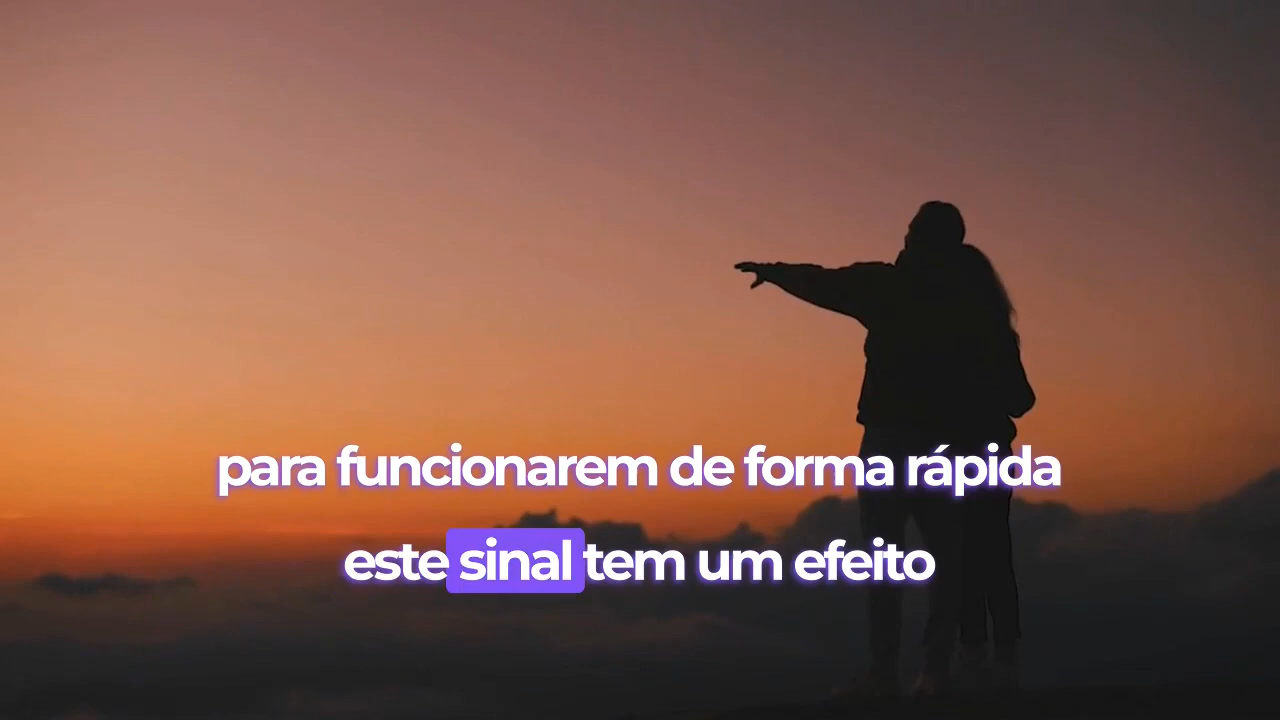 para funcionarem de forma rápida
este sinal tem um efeito